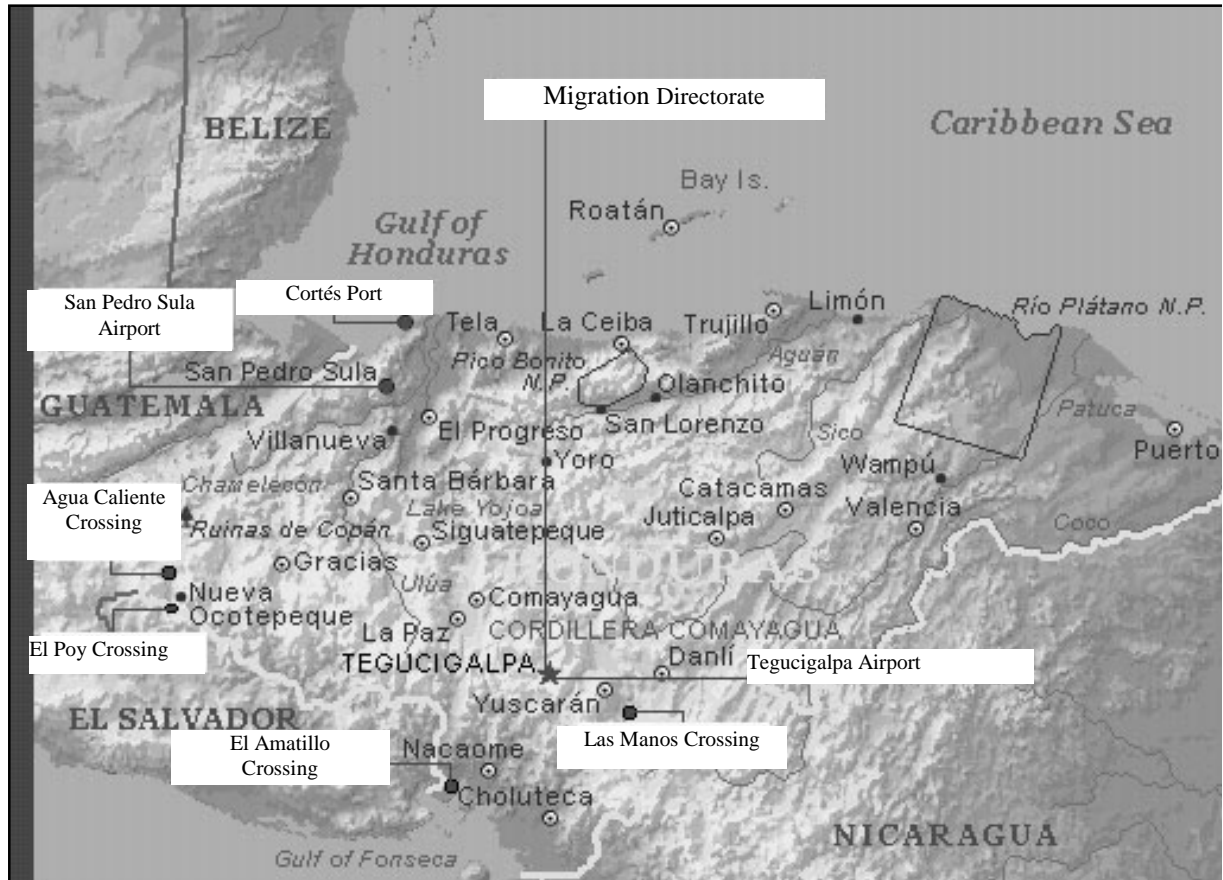 Migration Directorate
BELIZE
Caribbean Sea
Bay Is.
Roatán
Gulf of
Honduras
San Pedro Sula
Airport
Cortés Port
Tela
La Ceiba
Trujillo
Limón
Río Plátano N.P.
Rico Bonito
N.P.
Aguán
San Pedro Sula
Olanchito
GUATEMALA
Patuca
Villanueva
El Progreso
San Lorenzo
Sico
Puerto
Yoro
Wampú
Chamelecón
Santa Bárbara
Catacamas
Agua Caliente
Crossing
Lake Yojoa
Valencia
Ruinas de Copán
Siguatepeque
Juticalpa
Coco
Gracias
HONDURAS
Ulúa
Nueva
Ocotepeque
Comayagua
La Paz
CORDILLERA COMAYAGUA
El Poy Crossing
TEGUCIGALPA
Danlí
Tegucigalpa Airport
Yuscarán
EL SALVADOR
El Amatillo
Crossing
Nacaome
Las Manos Crossing
Choluteca
NICARAGUA
Gulf of Fonseca